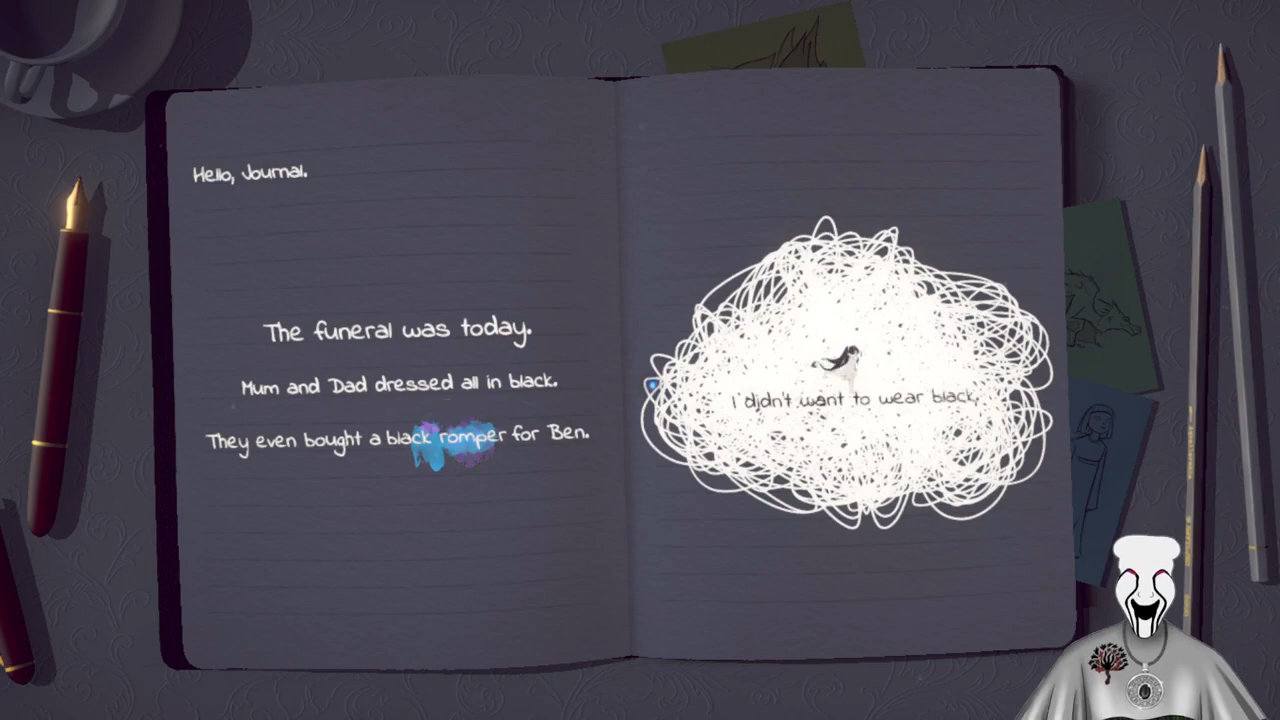 Hello, Journal.
The funeral was today.
Mum and Dad dressed all in black.
They even bought a black romper for Ben.
I didn't want to wear black,